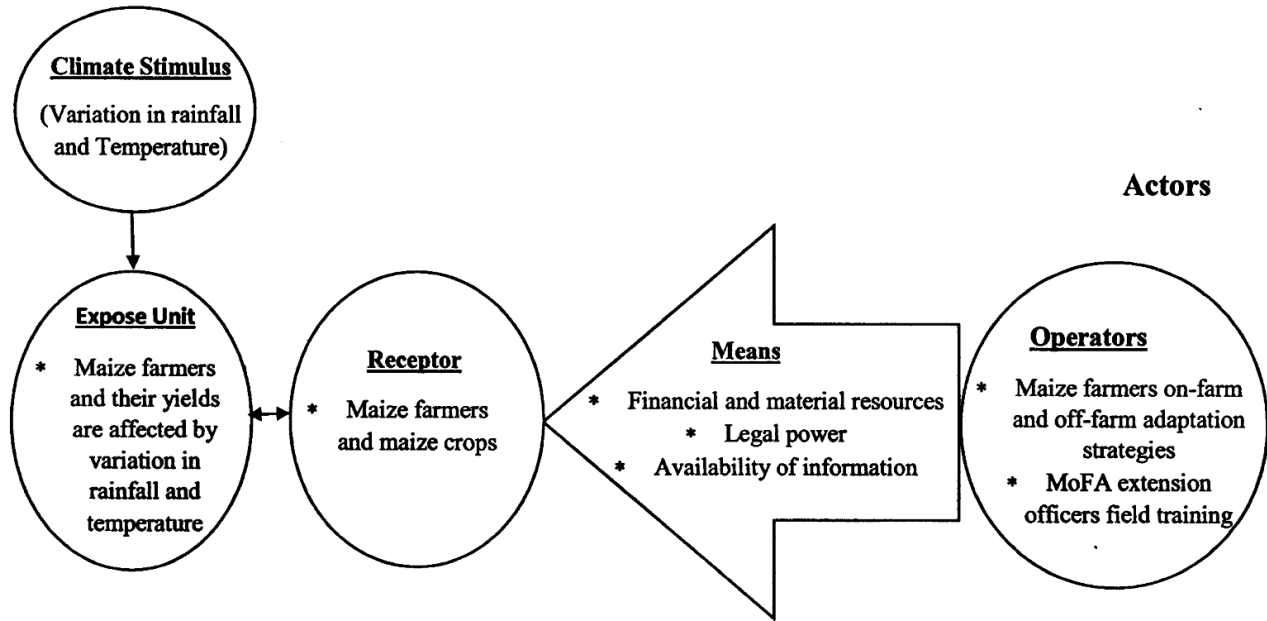 Climate Stimulus
(Variation in rainfall
and Temperature)
Actors
Expose Unit
* Maize farmers
and their yields
are affected by
variation in
rainfall and
temperature
Receptor
* Maize farmers
and maize crops
Means
* Financial and material resources
* Legal power
* Availability of information
Operators
* Maize farmers on-farm
and off-farm adaptation
strategies
* MoFA extension
officers field training